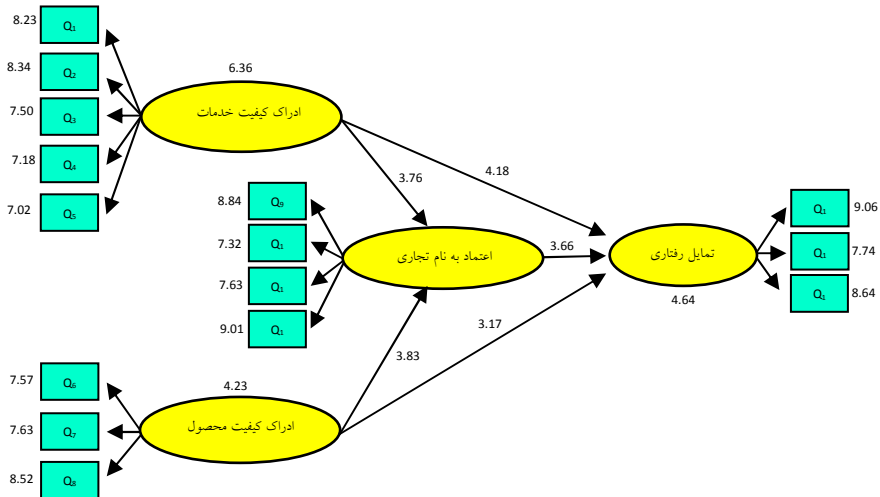 8.23 Q₁
8.34 Q₂
7.50 Q₃
7.18 Q₄
7.02 Q₅
6.36
ادراک کیفیت خدمات
3.76
4.18
8.84 Q₉
7.32 Q₁
7.63 Q₁
9.01 Q₁
اعتماد به نام تجاری
3.66
تمایل رفتاری
4.64
Q₁ 9.06
Q₁ 7.74
Q₁ 8.64
3.83
3.17
4.23
ادراک کیفیت محصول
7.57 Q₆
7.63 Q₇
8.52 Q₈